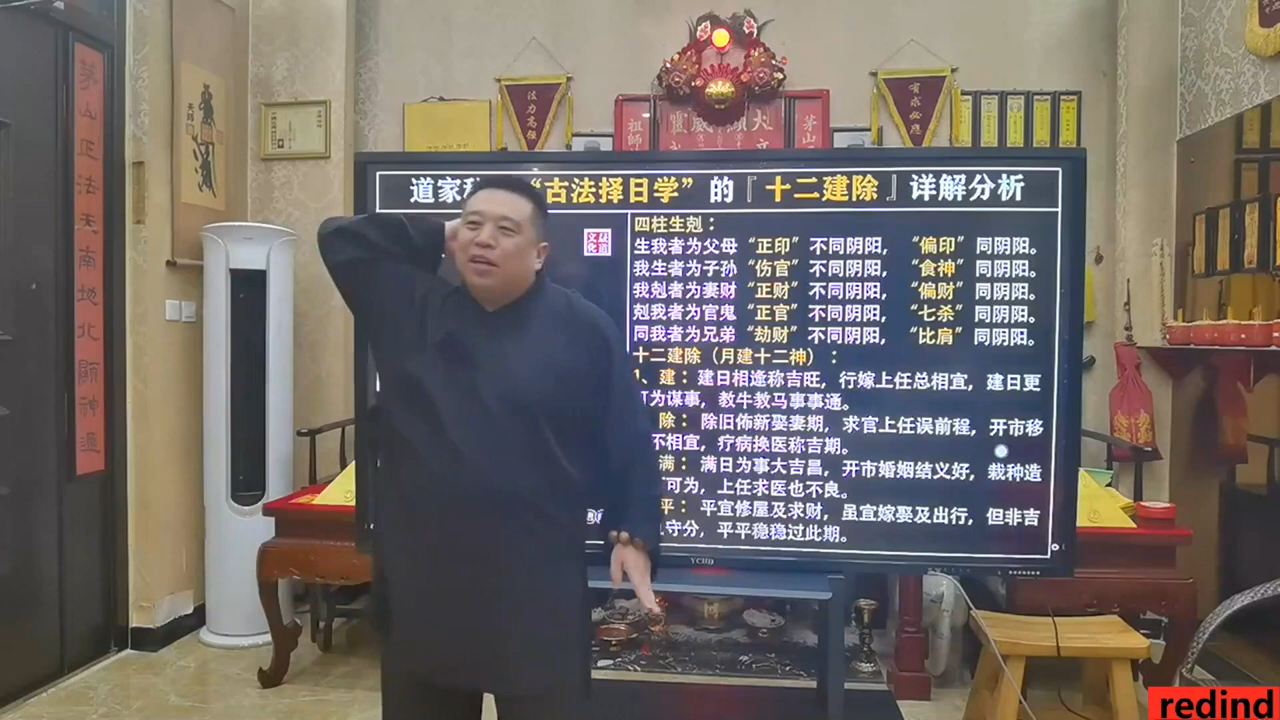 茅山正法天南地北显神通
法力高强
有求必應
祖師
茅山
“古法择日学”的『十二建除』详解分析
四柱生剋：
生我者为父母“正印”不同阴阳，“偏印”同阴阳。
我生者为子孙“伤官”不同阴阳，“食神”同阴阳。
我剋者为妻财“正财”不同阴阳，“偏财”同阴阳。
剋我者为官鬼“正官”不同阴阳，“七杀”同阴阳。
同我者为兄弟“劫财”不同阴阳，“比肩”同阴阳。
十二建除（月建十二神）：
1、建：建日相逢称吉旺，行嫁上任总相宜，建日更
可为谋事，教牛教马事事通。
除：除旧佈新娶妻期，求官上任误前程，开市移
不相宜，疗病换医称吉期。
满：满日为事大吉昌，开市婚姻结义好，栽种造
可为，上任求医也不良。
平：平宜修屋及求财，虽宜嫁娶及出行，但非吉
守分，平平稳稳过此期。
YCHD
redind